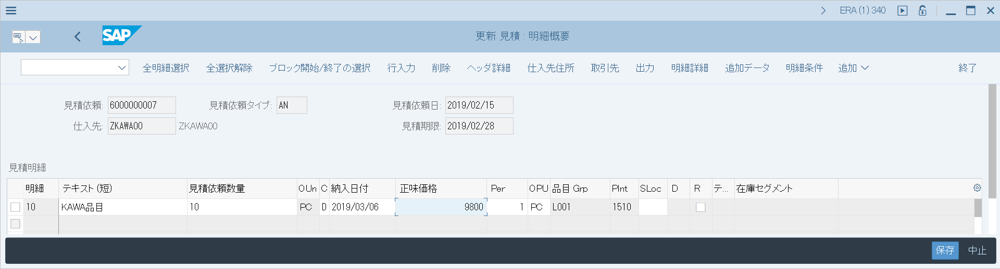 ERA (1) 340
SAP 更新 見積 : 明細概要
全明細選択 全選択解除 ブロック開始/終了の選択 行入力 削除 ヘッダ詳細 仕入先住所 取引先 出力 明細詳細 追加データ 明細条件 追加 終了
見積依頼: 6000000007 見積依頼タイプ: AN 見積依頼日: 2019/02/15
仕入先: ZKAWA00 ZKAWA00 見積期限: 2019/02/28
見積明細
明細 テキスト (短) 見積依頼数量 OUn C 納入日付 正味価格 Per OPU 品目 Grp Plnt SLoc D R テ... 在庫セグメント
10 KAWA品目 10 PC D 2019/03/06 9800 1 PC L001 1510
保存 中止